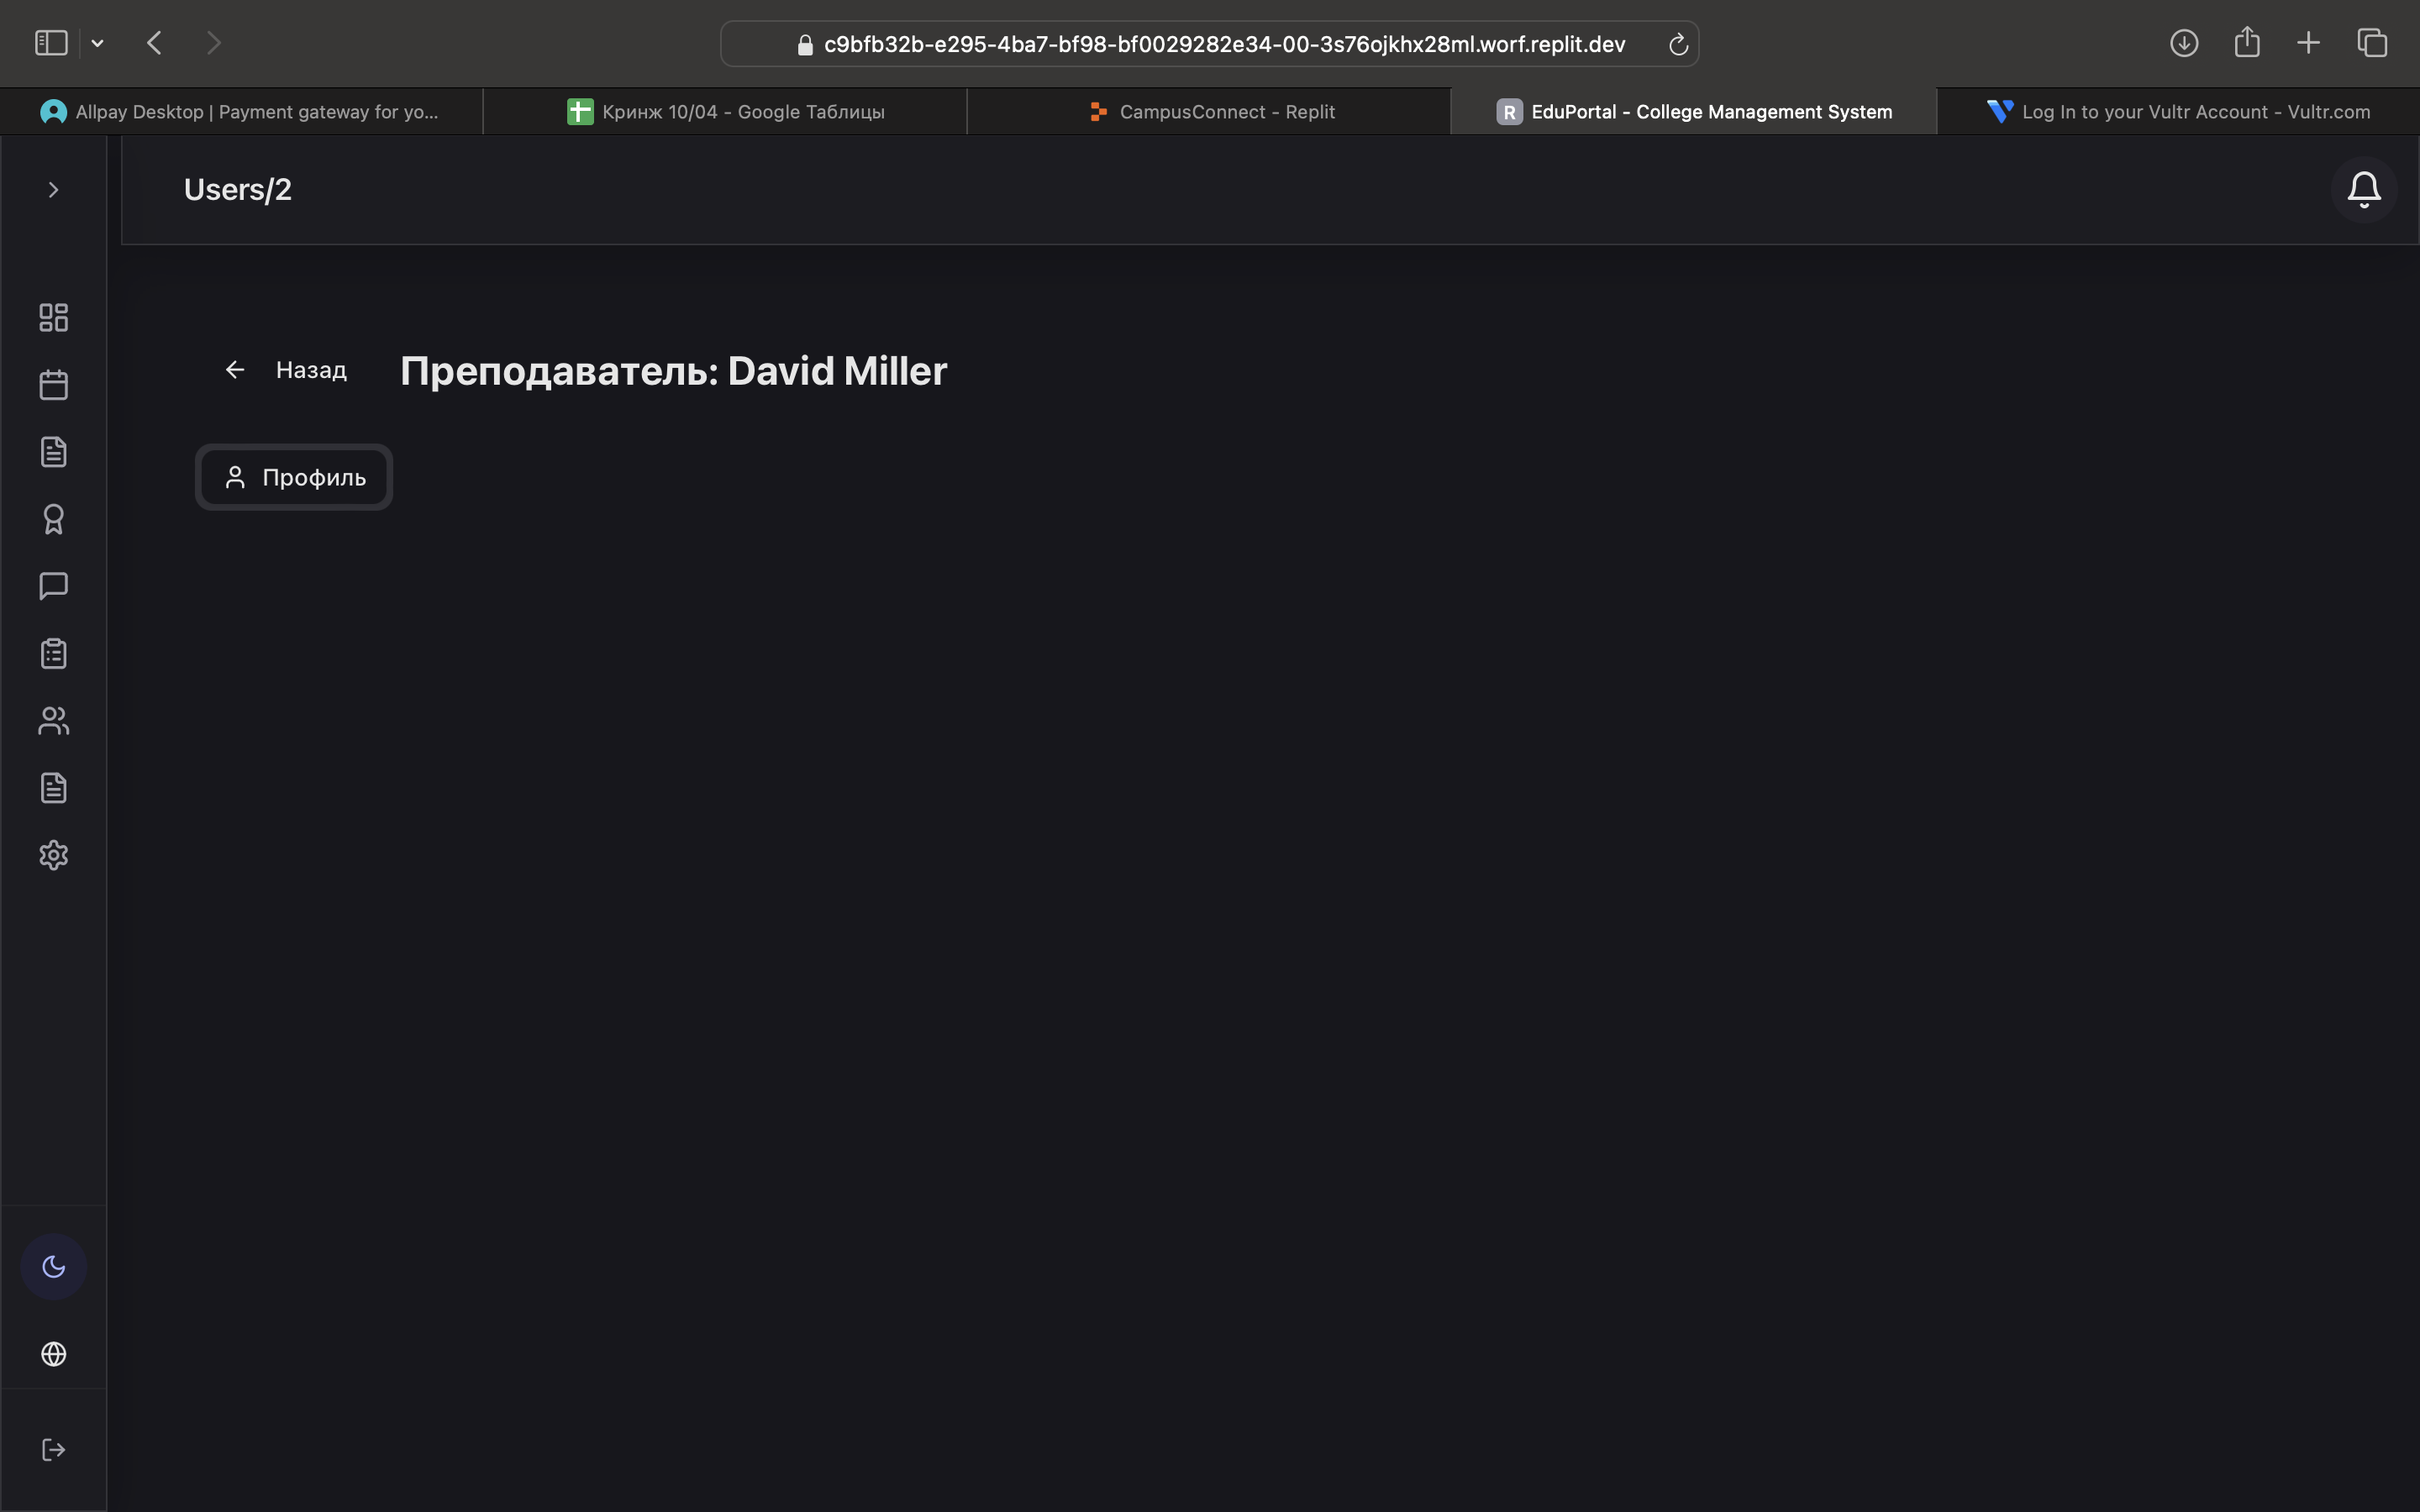 c9bfb32b-e295-4ba7-bf98-bf0029282e34-00-3s76ojkhx28ml.worf.replit.dev
Allpay Desktop | Payment gateway for yo...
Кринж 10/04 - Google Таблицы
CampusConnect - Replit
R EduPortal - College Management System
Log In to your Vultr Account - Vultr.com
Users/2
Назад
Преподаватель: David Miller
Профиль